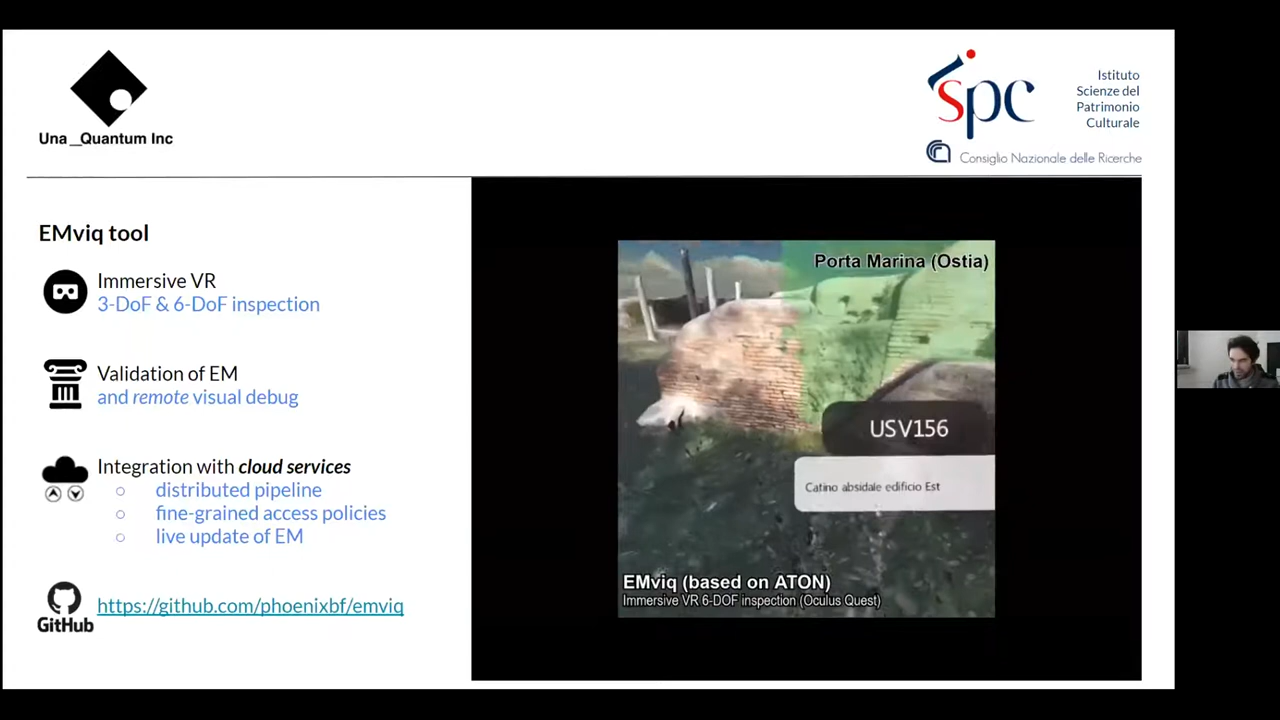 Una_Quantum Inc
ispc
Istituto
Scienze del
Patrimonio
Culturale
Consiglio Nazionale delle Ricerche
EMviq tool
Immersive VR
3-DoF & 6-DoF inspection
Validation of EM
and remote visual debug
Integration with cloud services
distributed pipeline
fine-grained access policies
live update of EM
GitHub
https://github.com/phoenixbf/emviq
Porta Marina (Ostia)
USV156
Catino absidale edificio Est
EMviq (based on ATON)
Immersive VR 6-DOF inspection (Oculus Quest)